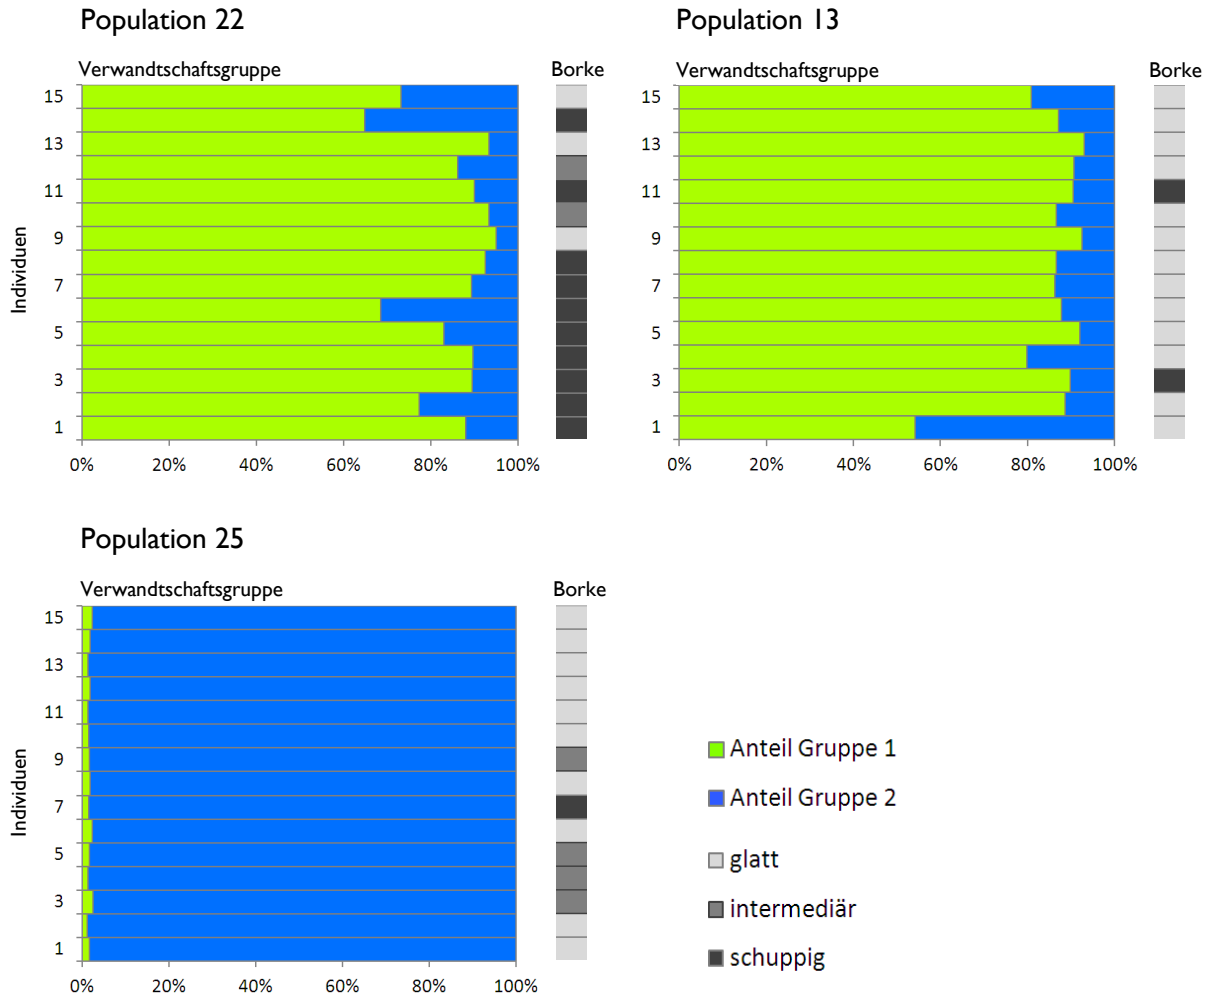 Population 22
Verwandtschaftsgruppe Borke
15
13
11
9
7
5
3
1
Individuen
0% 20% 40% 60% 80% 100%
Population 13
Verwandtschaftsgruppe Borke
15
13
11
9
7
5
3
1
0% 20% 40% 60% 80% 100%
Population 25
Verwandtschaftsgruppe Borke
15
13
11
9
7
5
3
1
Individuen
0% 20% 40% 60% 80% 100%
Anteil Gruppe 1
Anteil Gruppe 2
glatt
intermediär
schuppig